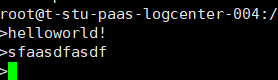 root@t-stu-paas-logcenter-004:/
>helloworld!
>sfaasdfasdf
>